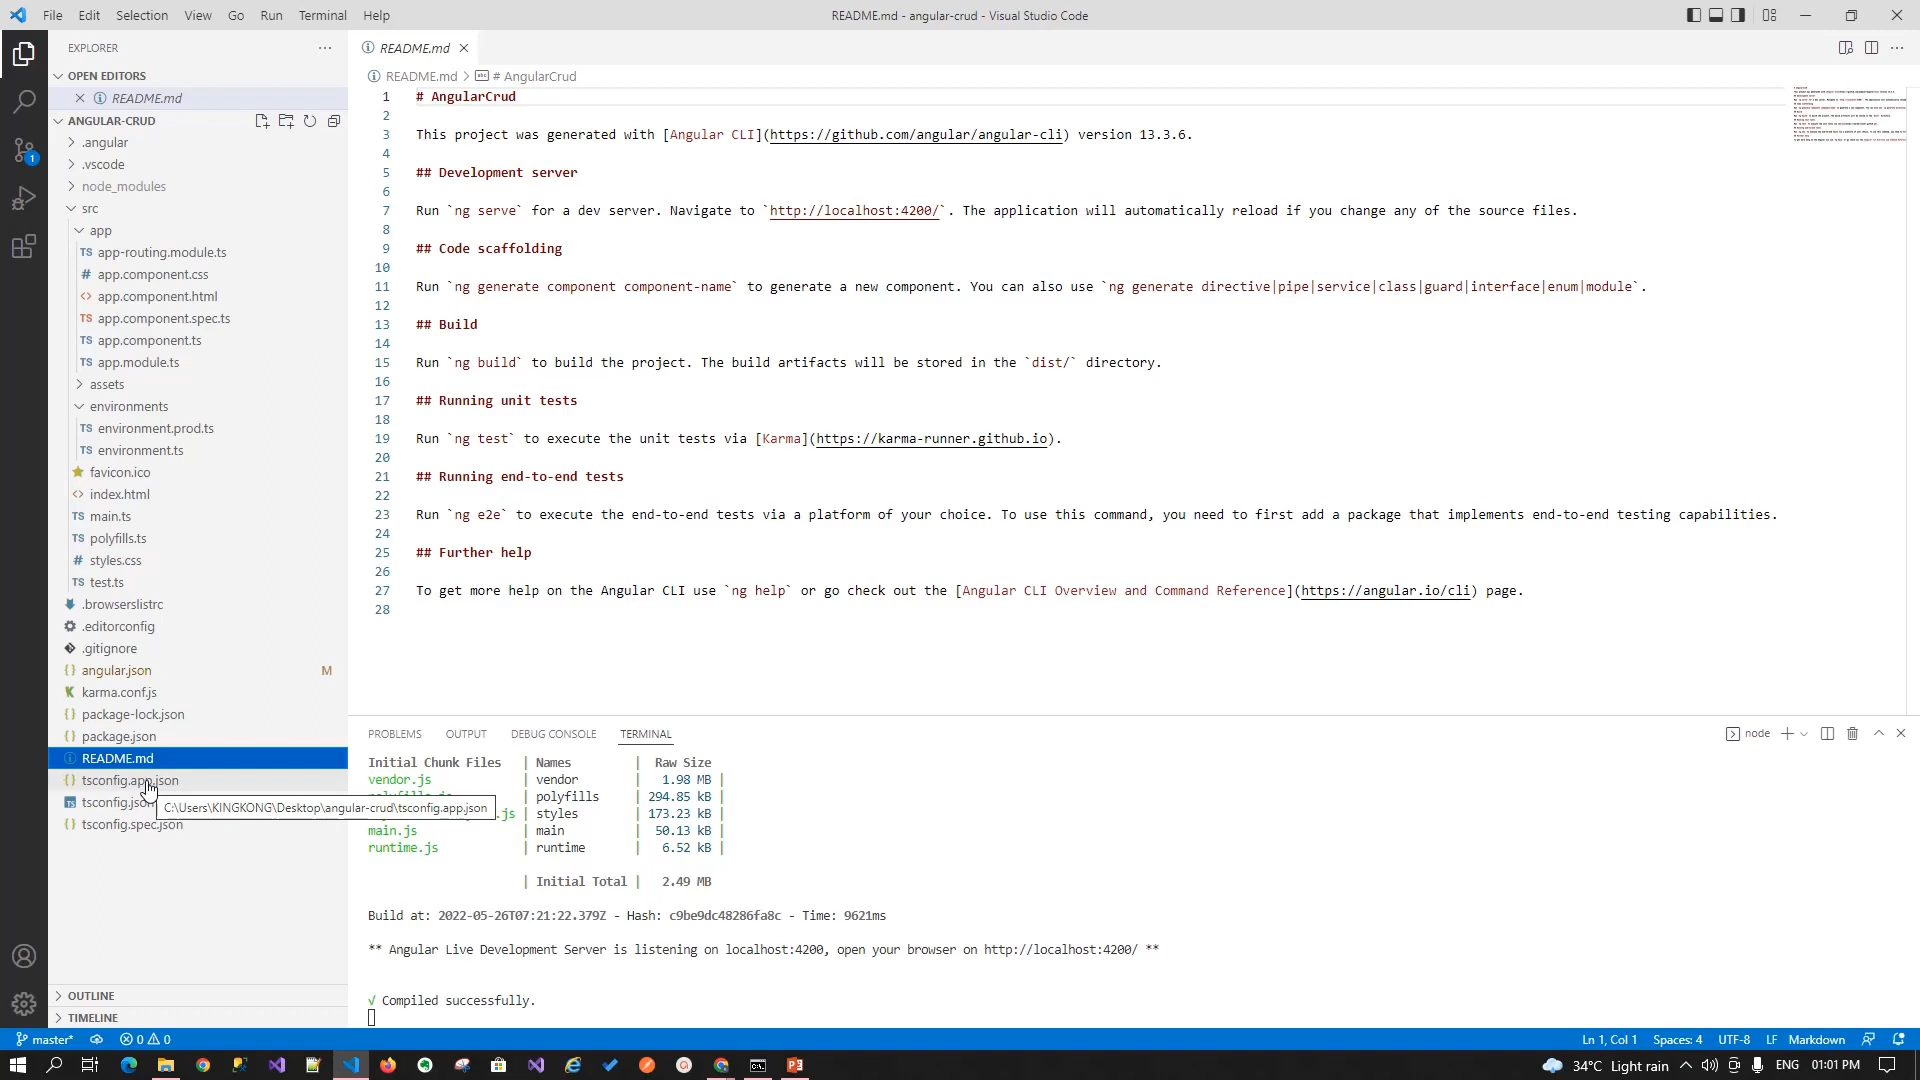 File Edit Selection View Go Run Terminal Help
README.md - angular-crud - Visual Studio Code
EXPLORER
OPEN EDITORS
README.md
ANGULAR-CRUD
.angular
.vscode
node_modules
src
app
TS app-routing.module.ts
# app.component.css
<> app.component.html
TS app.component.spec.ts
TS app.component.ts
TS app.module.ts
assets
environments
TS environment.prod.ts
TS environment.ts
favicon.ico
<> index.html
TS main.ts
TS polyfills.ts
# styles.css
TS test.ts
.browserslistrc
.editorconfig
.gitignore
{} angular.json M
K karma.conf.js
{} package-lock.json
{} package.json
README.md
{} tsconfig.app.json
TS tsconfig.json
C:\Users\KINGKONG\Desktop\angular-crud\tsconfig.app.json
{} tsconfig.spec.json
OUTLINE
TIMELINE
README.md
README.md > # AngularCrud
1 # AngularCrud
2
3 This project was generated with [Angular CLI](https://github.com/angular/angular-cli) version 13.3.6.
4
5 ## Development server
6
7 Run `ng serve` for a dev server. Navigate to `http://localhost:4200/`. The application will automatically reload if you change any of the source files.
8
9 ## Code scaffolding
10
11 Run `ng generate component component-name` to generate a new component. You can also use `ng generate directive|pipe|service|class|guard|interface|enum|module`.
12
13 ## Build
14
15 Run `ng build` to build the project. The build artifacts will be stored in the `dist/` directory.
16
17 ## Running unit tests
18
19 Run `ng test` to execute the unit tests via [Karma](https://karma-runner.github.io).
20
21 ## Running end-to-end tests
22
23 Run `ng e2e` to execute the end-to-end tests via a platform of your choice. To use this command, you need to first add a package that implements end-to-end testing capabilities.
24
25 ## Further help
26
27 To get more help on the Angular CLI use `ng help` or go check out the [Angular CLI Overview and Command Reference](https://angular.io/cli) page.
28
PROBLEMS OUTPUT DEBUG CONSOLE TERMINAL
node
Initial Chunk Files | Names | Raw Size
vendor.js | vendor | 1.98 MB |
| polyfills | 294.85 kB |
.js | styles | 173.23 kB |
main.js | main | 50.13 kB |
runtime.js | runtime | 6.52 kB |
| Initial Total | 2.49 MB
Build at: 2022-05-26T07:21:22.379Z - Hash: c9be9dc48286fa8c - Time: 9621ms
** Angular Live Development Server is listening on localhost:4200, open your browser on http://localhost:4200/ **
√ Compiled successfully.
master* 0 0
Ln 1, Col 1 Spaces: 4 UTF-8 LF Markdown
34°C Light rain ENG 01:01 PM